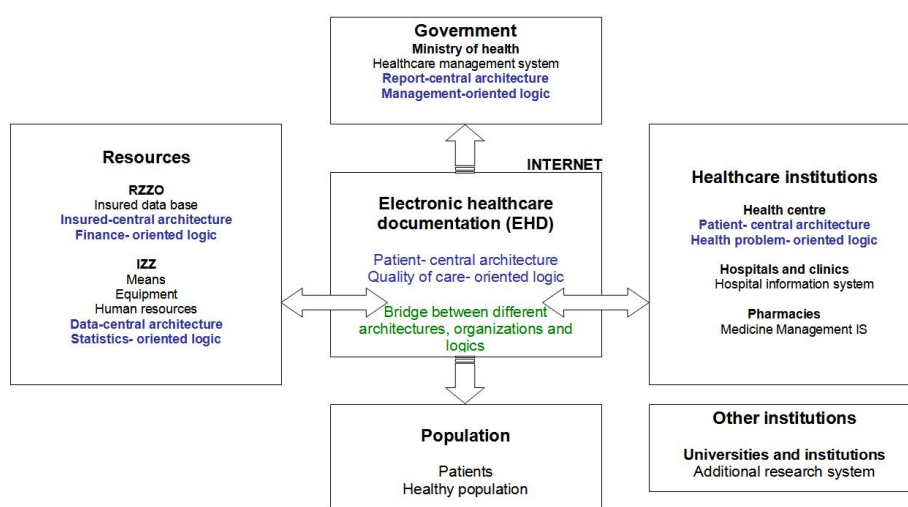 Government
Ministry of health
Healthcare management system
Report-central architecture
Management-oriented logic
INTERNET
Resources
RZZO
Insured data base
Insured-central architecture
Finance- oriented logic
IZZ
Means
Equipment
Human resources
Data-central architecture
Statistics- oriented logic
Electronic healthcare
documentation (EHD)
Patient- central architecture
Quality of care- oriented logic
Bridge between different
architectures, organizations and
logics
Healthcare institutions
Health centre
Patient- central architecture
Health problem- oriented logic
Hospitals and clinics
Hospital information system
Pharmacies
Medicine Management IS
Population
Patients
Healthy population
Other institutions
Universities and institutions
Additional research system